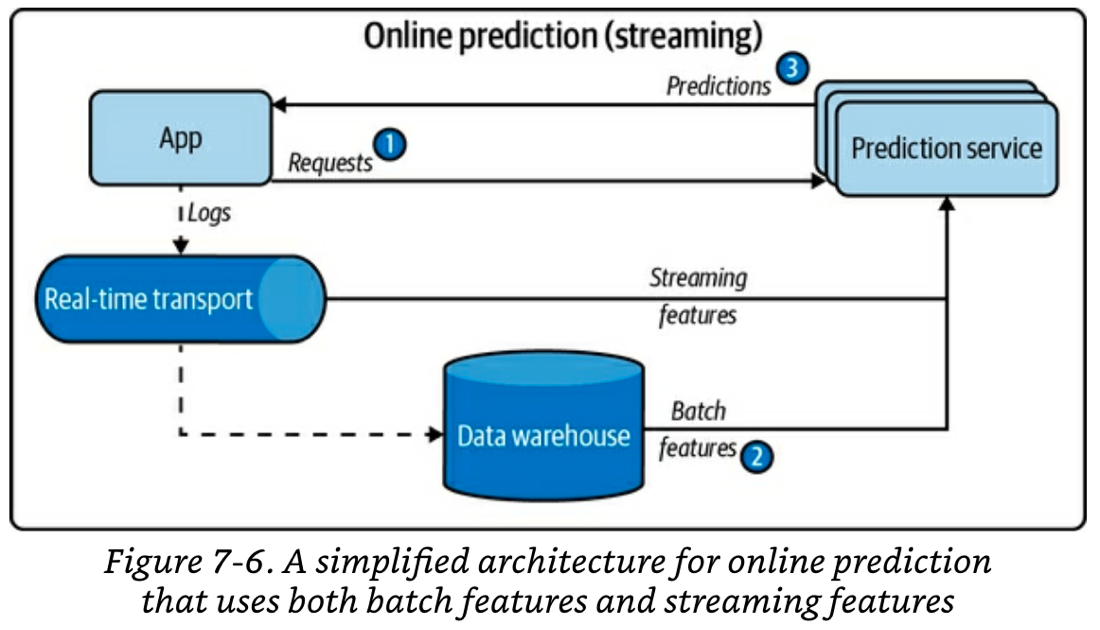 Online prediction (streaming)
Predictions 3
App
Requests 1
Prediction service
Logs
Real-time transport
Streaming
features
Data warehouse
Batch
features 2
Figure 7-6. A simplified architecture for online prediction
that uses both batch features and streaming features